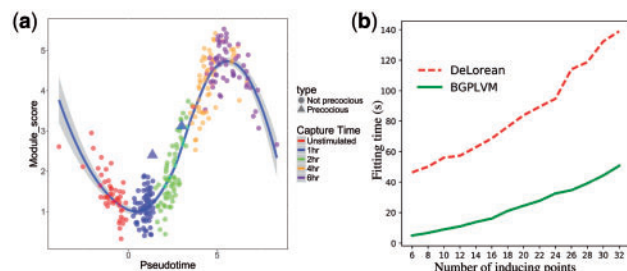 (a)
Module_score
5
4
3
2
1
0
5
Pseudotime
type
Not precocious
Precocious
Capture Time
Unstimulated
1hr
2hr
4hr
6hr
(b)
Fitting time (s)
140
120
100
80
60
40
20
0
DeLorean
BGPLVM
6 8 10 12 14 16 18 20 22 24 26 28 30 32
Number of inducing points